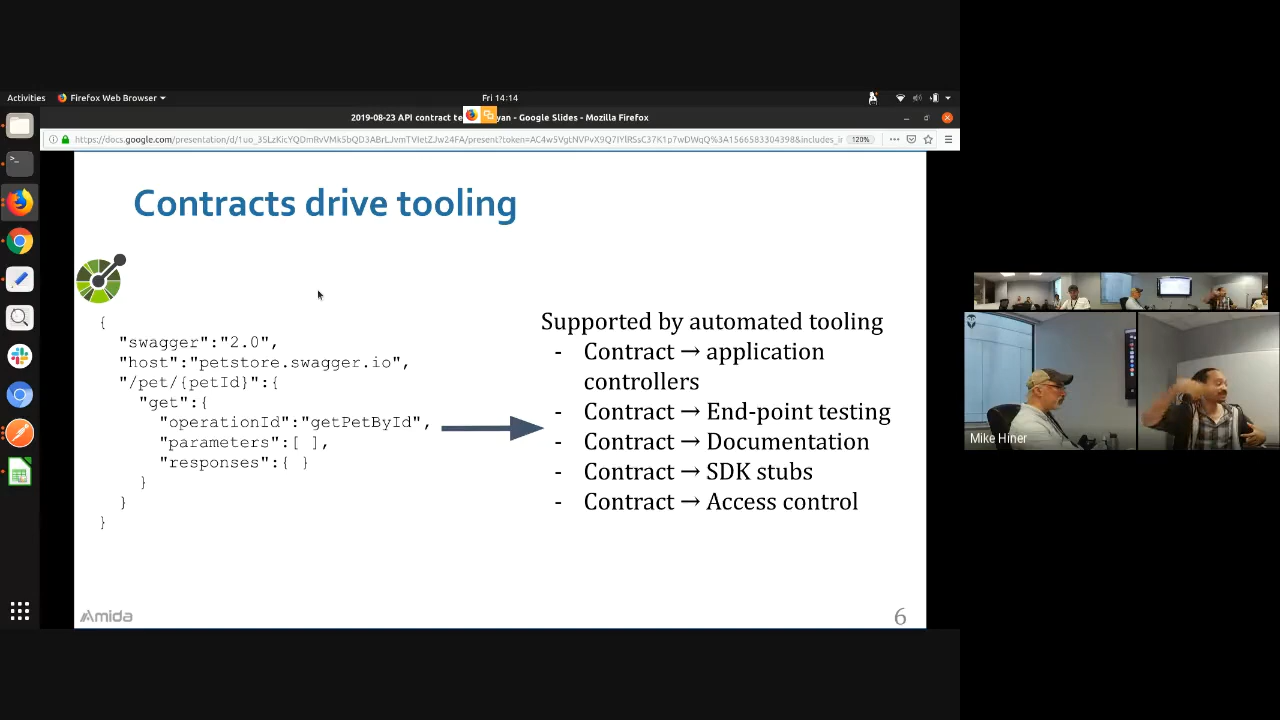 Activities
Firefox Web Browser
Fri 14:14
2019-08-23 API contract te
yan - Google Slides - Mozilla Firefox
120%
Contracts drive tooling
{
"swagger":"2.0",
"host":"petstore.swagger.io",
"/pet/{petId}":{
"get":{
"operationId":"getPetById",
"parameters":[ ],
"responses":{ }
}
}
}
Supported by automated tooling
- Contract → application
controllers
- Contract → End-point testing
- Contract → Documentation
- Contract → SDK stubs
- Contract → Access control
Amida
6
Mike Hiner